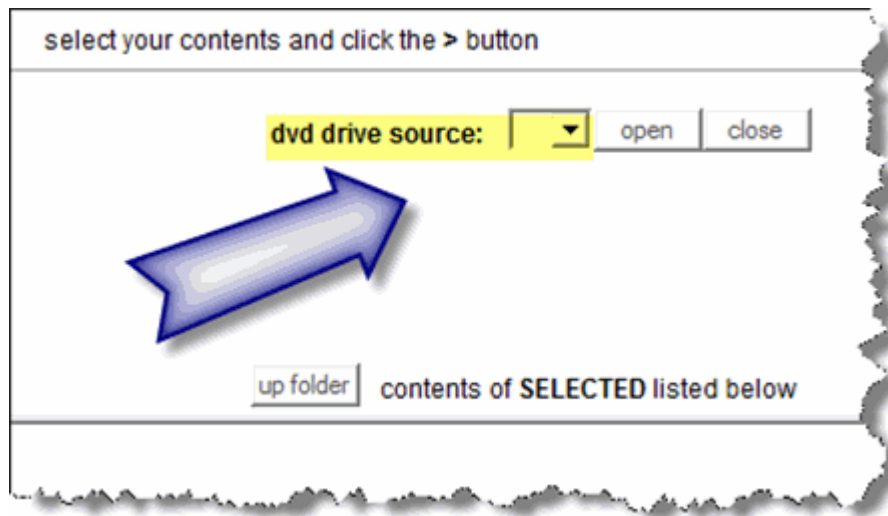 select your contents and click the > button
dvd drive source: open close
up folder contents of SELECTED listed below